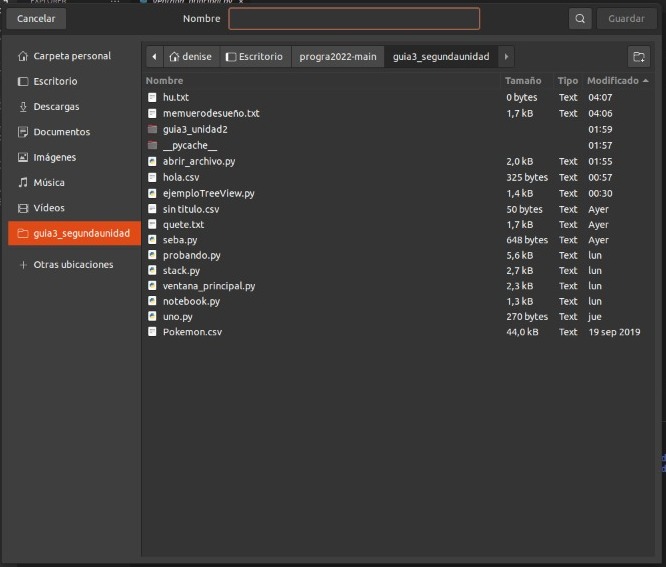 ventana_principal.py
Cancelar Nombre Guardar
Carpeta personal
Escritorio
Descargas
Documentos
Imágenes
Música
Vídeos
guia3_segundaunidad
Otras ubicaciones
denise Escritorio progra2022-main guia3_segundaunidad
Nombre Tamaño Tipo Modificado
hu.txt 0 bytes Text 04:07
memuerodesueño.txt 1,7 kB Text 04:06
guia3_unidad2 01:59
__pycache__ 01:57
abrir_archivo.py 2,0 kB Text 01:55
hola.csv 325 bytes Text 00:57
ejemploTreeView.py 1,4 kB Text 00:30
sin titulo.csv 50 bytes Text Ayer
quete.txt 1,7 kB Text Ayer
seba.py 648 bytes Text Ayer
probando.py 5,6 kB Text lun
stack.py 2,7 kB Text lun
ventana_principal.py 2,3 kB Text lun
notebook.py 1,3 kB Text lun
uno.py 270 bytes Text jue
Pokemon.csv 44,0 kB Text 19 sep 2019